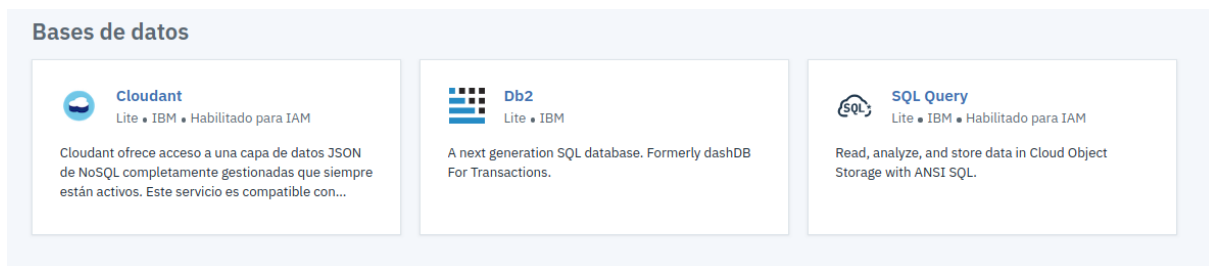 Bases de datos
Cloudant
Lite • IBM • Habilitado para IAM
Cloudant ofrece acceso a una capa de datos JSON
de NoSQL completamente gestionadas que siempre
están activos. Este servicio es compatible con...
Db2
Lite • IBM
A next generation SQL database. Formerly dashDB
For Transactions.
SQL
SQL Query
Lite • IBM • Habilitado para IAM
Read, analyze, and store data in Cloud Object
Storage with ANSI SQL.